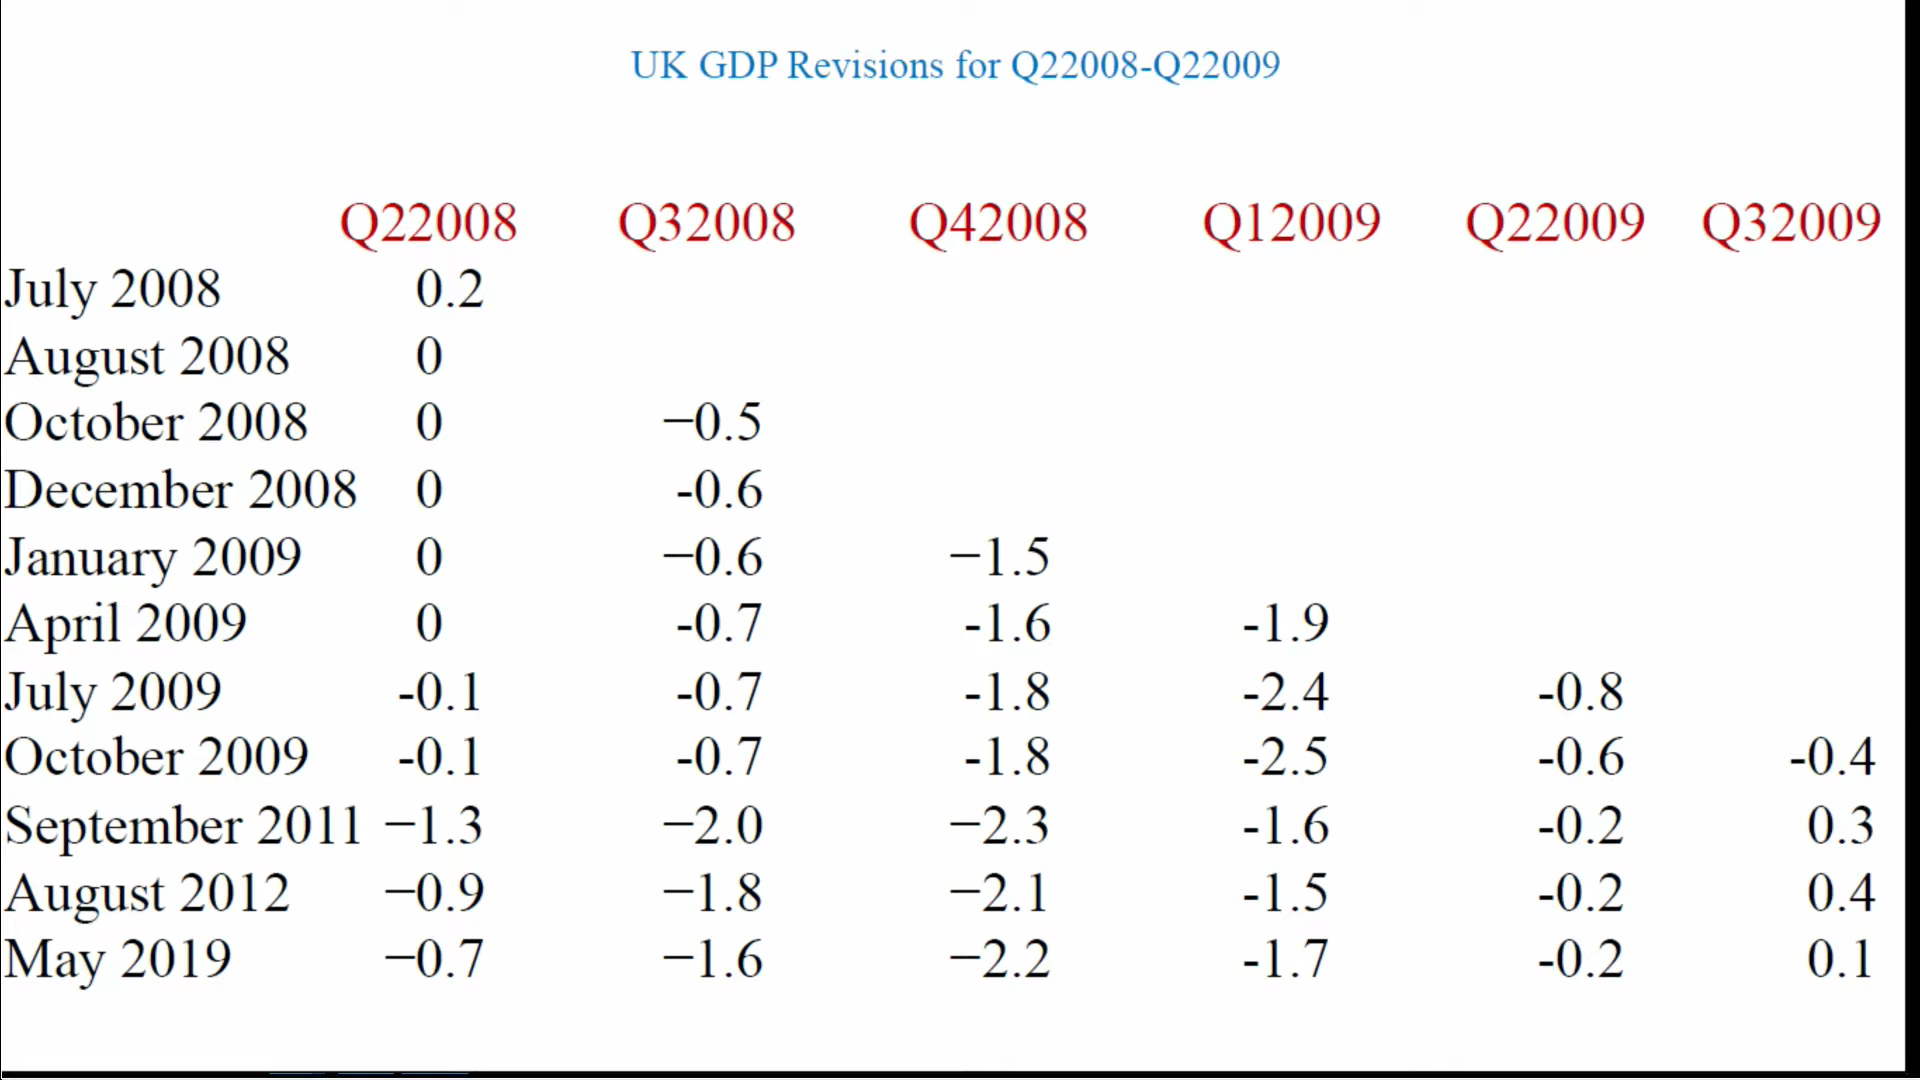 UK GDP Revisions for Q22008-Q22009
Q22008 Q32008 Q42008 Q12009 Q22009 Q32009
July 2008 0.2
August 2008 0
October 2008 0 −0.5
December 2008 0 -0.6
January 2009 0 −0.6 −1.5
April 2009 0 -0.7 -1.6 -1.9
July 2009 -0.1 -0.7 -1.8 -2.4 -0.8
October 2009 -0.1 -0.7 -1.8 -2.5 -0.6 -0.4
September 2011 −1.3 −2.0 −2.3 -1.6 -0.2 0.3
August 2012 −0.9 −1.8 −2.1 -1.5 -0.2 0.4
May 2019 −0.7 −1.6 −2.2 -1.7 -0.2 0.1